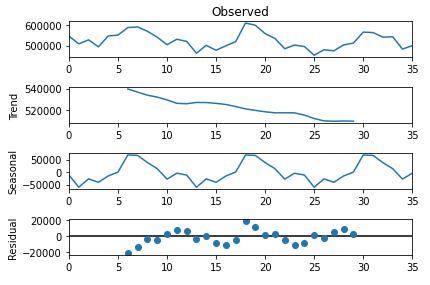 Observed
600000
500000
0 5 10 15 20 25 30 35
Trend
540000
520000
0 5 10 15 20 25 30 35
Seasonal
50000
0
-50000
0 5 10 15 20 25 30 35
Residual
20000
0
-20000
0 5 10 15 20 25 30 35